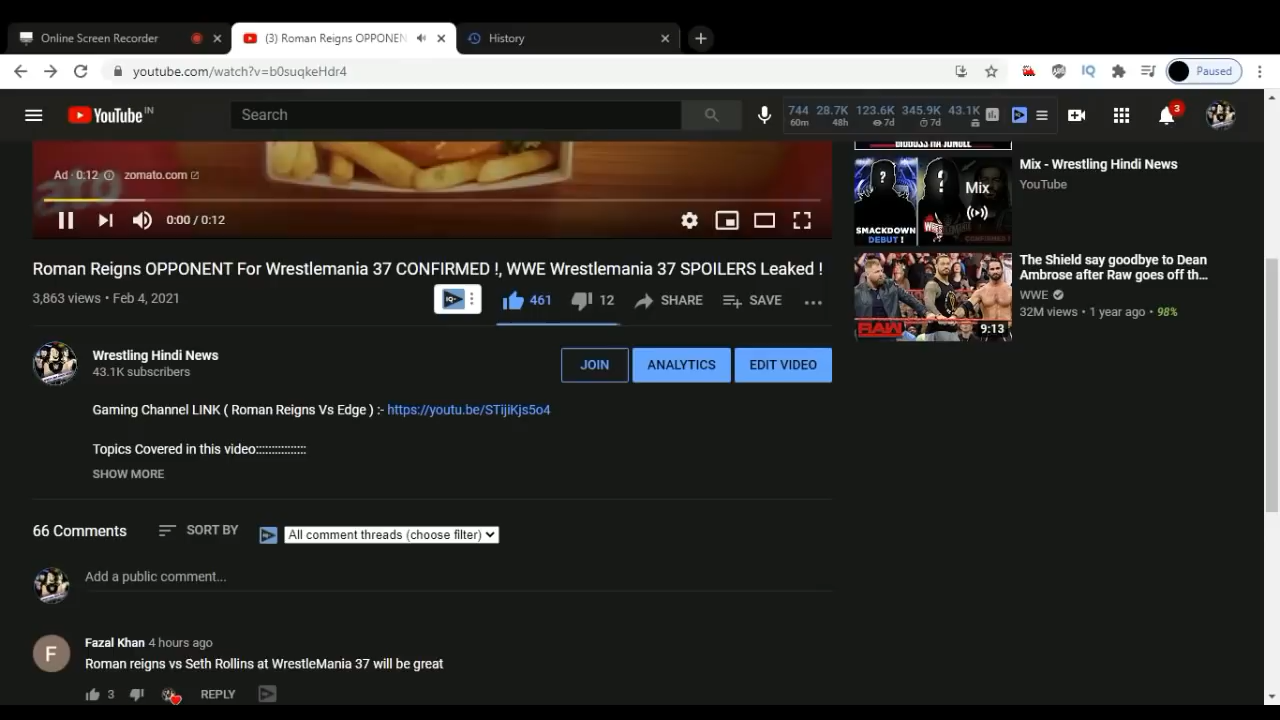 Online Screen Recorder
(3) Roman Reigns OPPONEN
History
youtube.com/watch?v=b0suqkeHdr4
IQ
Paused
YouTube IN
Search
744 28.7K 123.6K 345.9K 43.1K
60m 48h 7d 7d
3
Ad · 0:12 zomato.com
0:00 / 0:12
Mix
SMACKDOWN
DEBUT !
Mix - Wrestling Hindi News
YouTube
RAW
9:13
The Shield say goodbye to Dean
Ambrose after Raw goes off th...
WWE
32M views • 1 year ago • 98%
Roman Reigns OPPONENT For Wrestlemania 37 CONFIRMED !, WWE Wrestlemania 37 SPOILERS Leaked !
3,863 views • Feb 4, 2021
IQ
461 12 SHARE SAVE ...
Wrestling Hindi News
43.1K subscribers
JOIN ANALYTICS EDIT VIDEO
Gaming Channel LINK ( Roman Reigns Vs Edge ) :- https://youtu.be/STijiKjs5o4
Topics Covered in this video:::::::::::::::
SHOW MORE
66 Comments SORT BY All comment threads (choose filter)
Add a public comment...
F
Fazal Khan 4 hours ago
Roman reigns vs Seth Rollins at WrestleMania 37 will be great
3 REPLY